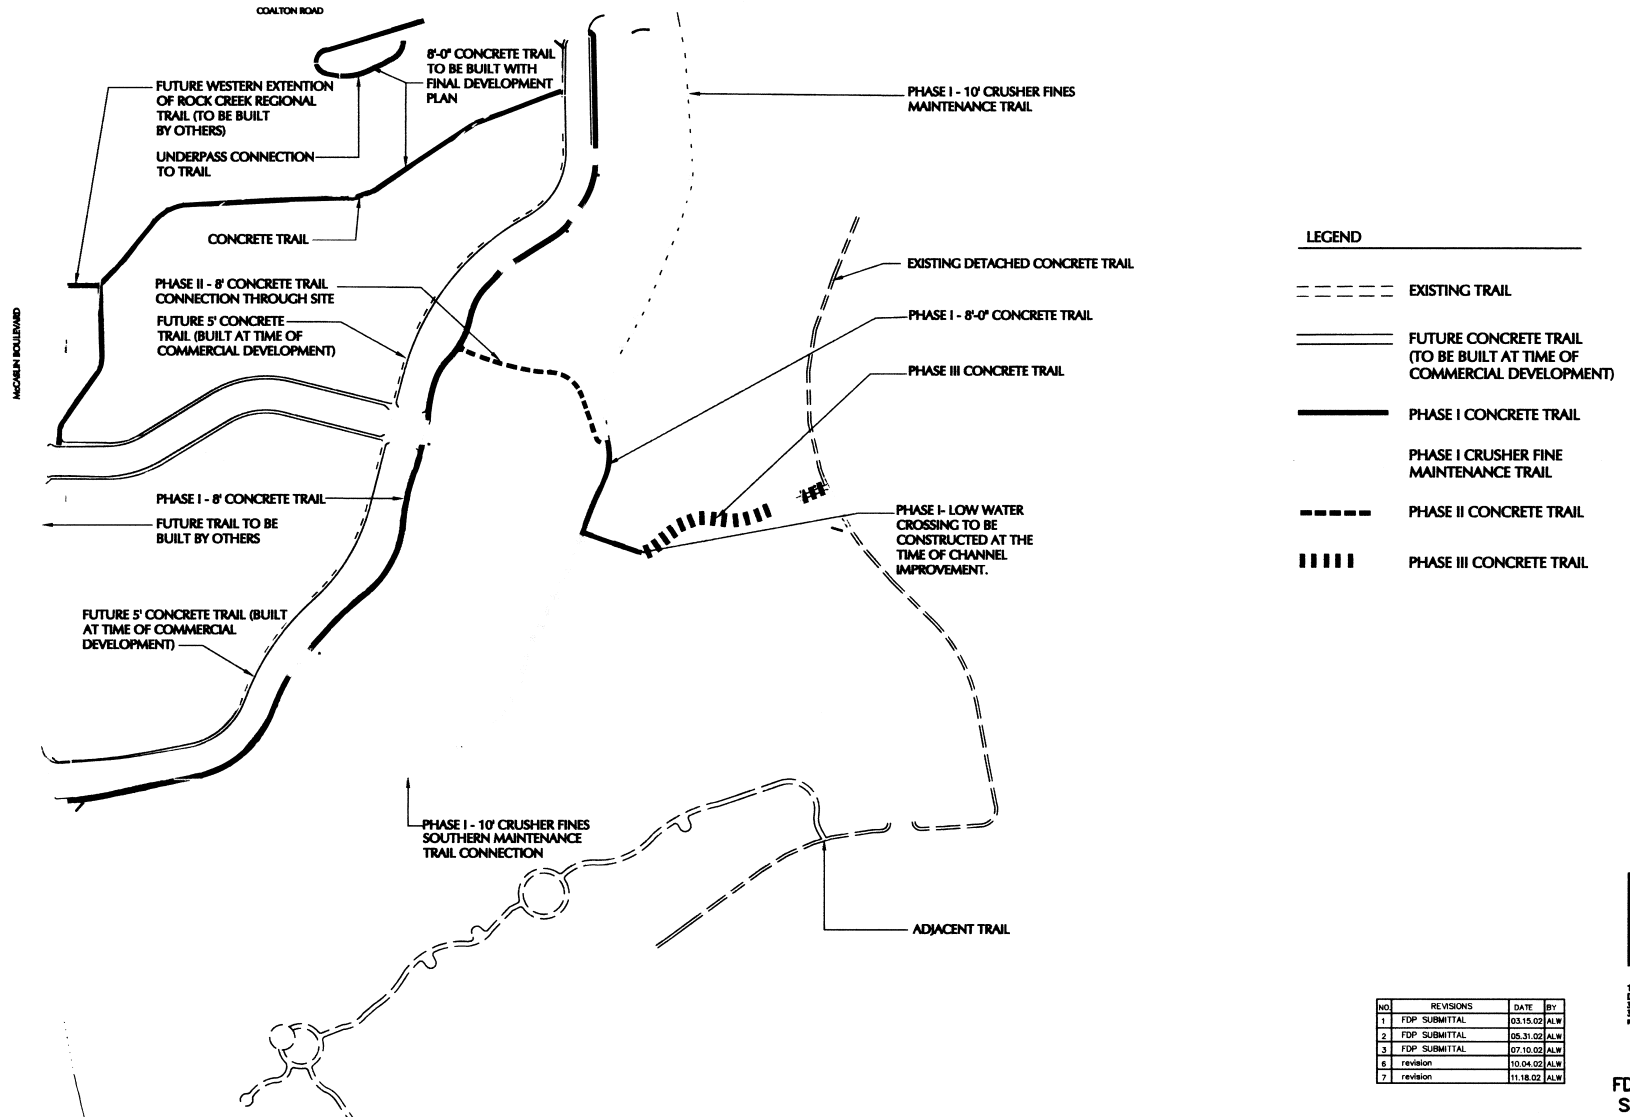 COALTON ROAD
8'-0" CONCRETE TRAIL
TO BE BUILT WITH
FINAL DEVELOPMENT
PLAN
FUTURE WESTERN EXTENTION
OF ROCK CREEK REGIONAL
TRAIL (TO BE BUILT
BY OTHERS)
UNDERPASS CONNECTION
TO TRAIL
CONCRETE TRAIL
PHASE II - 8' CONCRETE TRAIL
CONNECTION THROUGH SITE
FUTURE 5' CONCRETE
TRAIL (BUILT AT TIME OF
COMMERCIAL DEVELOPMENT)
McCASLIN BOULEVARD
PHASE I - 8' CONCRETE TRAIL
FUTURE TRAIL TO BE
BUILT BY OTHERS
FUTURE 5' CONCRETE TRAIL (BUILT
AT TIME OF COMMERCIAL
DEVELOPMENT)
PHASE I - 10' CRUSHER FINES
SOUTHERN MAINTENANCE
TRAIL CONNECTION
PHASE I - 10' CRUSHER FINES
MAINTENANCE TRAIL
EXISTING DETACHED CONCRETE TRAIL
PHASE I - 8'-0" CONCRETE TRAIL
PHASE III CONCRETE TRAIL
PHASE I- LOW WATER
CROSSING TO BE
CONSTRUCTED AT THE
TIME OF CHANNEL
IMPROVEMENT.
ADJACENT TRAIL
LEGEND
EXISTING TRAIL
FUTURE CONCRETE TRAIL
(TO BE BUILT AT TIME OF
COMMERCIAL DEVELOPMENT)
PHASE I CONCRETE TRAIL
PHASE I CRUSHER FINE
MAINTENANCE TRAIL
PHASE II CONCRETE TRAIL
PHASE III CONCRETE TRAIL
NO. REVISIONS DATE BY
1 FDP SUBMITTAL 03.15.02 ALW
2 FDP SUBMITTAL 05.31.02 ALW
3 FDP SUBMITTAL 07.10.02 ALW
6 revision 10.04.02 ALW
7 revision 11.18.02 ALW